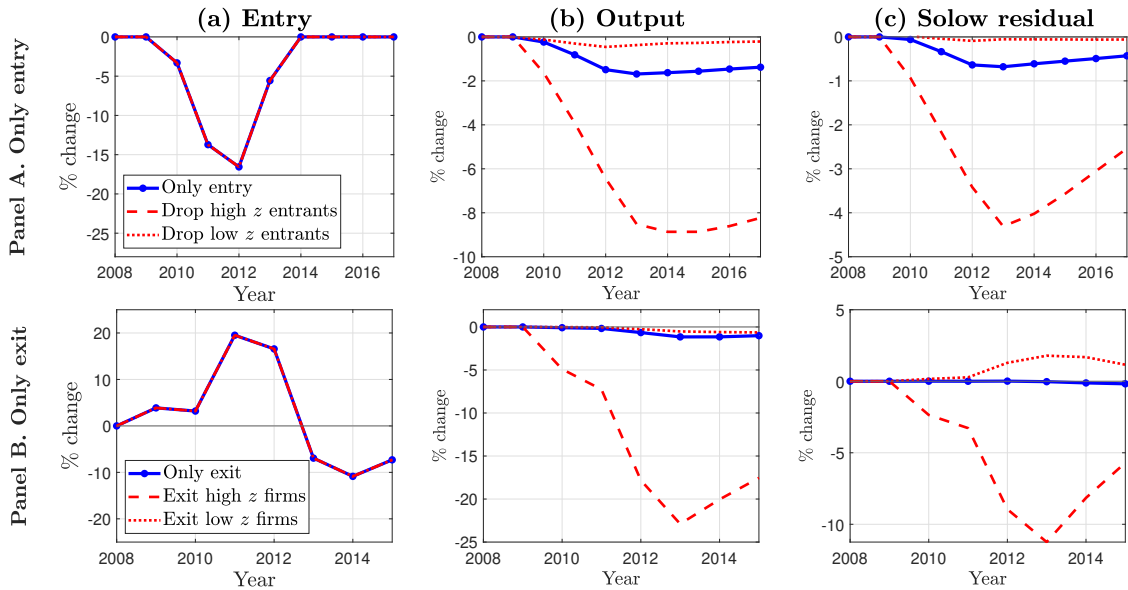 (a) Entry
(b) Output
(c) Solow residual
Panel A. Only entry
% change
0
-5
-10
-15
-20
-25
Only entry
Drop high z entrants
Drop low z entrants
2008 2010 2012 2014 2016
Year
% change
0
-2
-4
-6
-8
-10
2008 2010 2012 2014 2016
Year
% change
0
-1
-2
-3
-4
-5
2008 2010 2012 2014 2016
Year
Panel B. Only exit
% change
20
10
0
-10
-20
Only exit
Exit high z firms
Exit low z firms
2008 2010 2012 2014
Year
% change
0
-5
-10
-15
-20
-25
2008 2010 2012 2014
Year
% change
5
0
-5
-10
2008 2010 2012 2014
Year